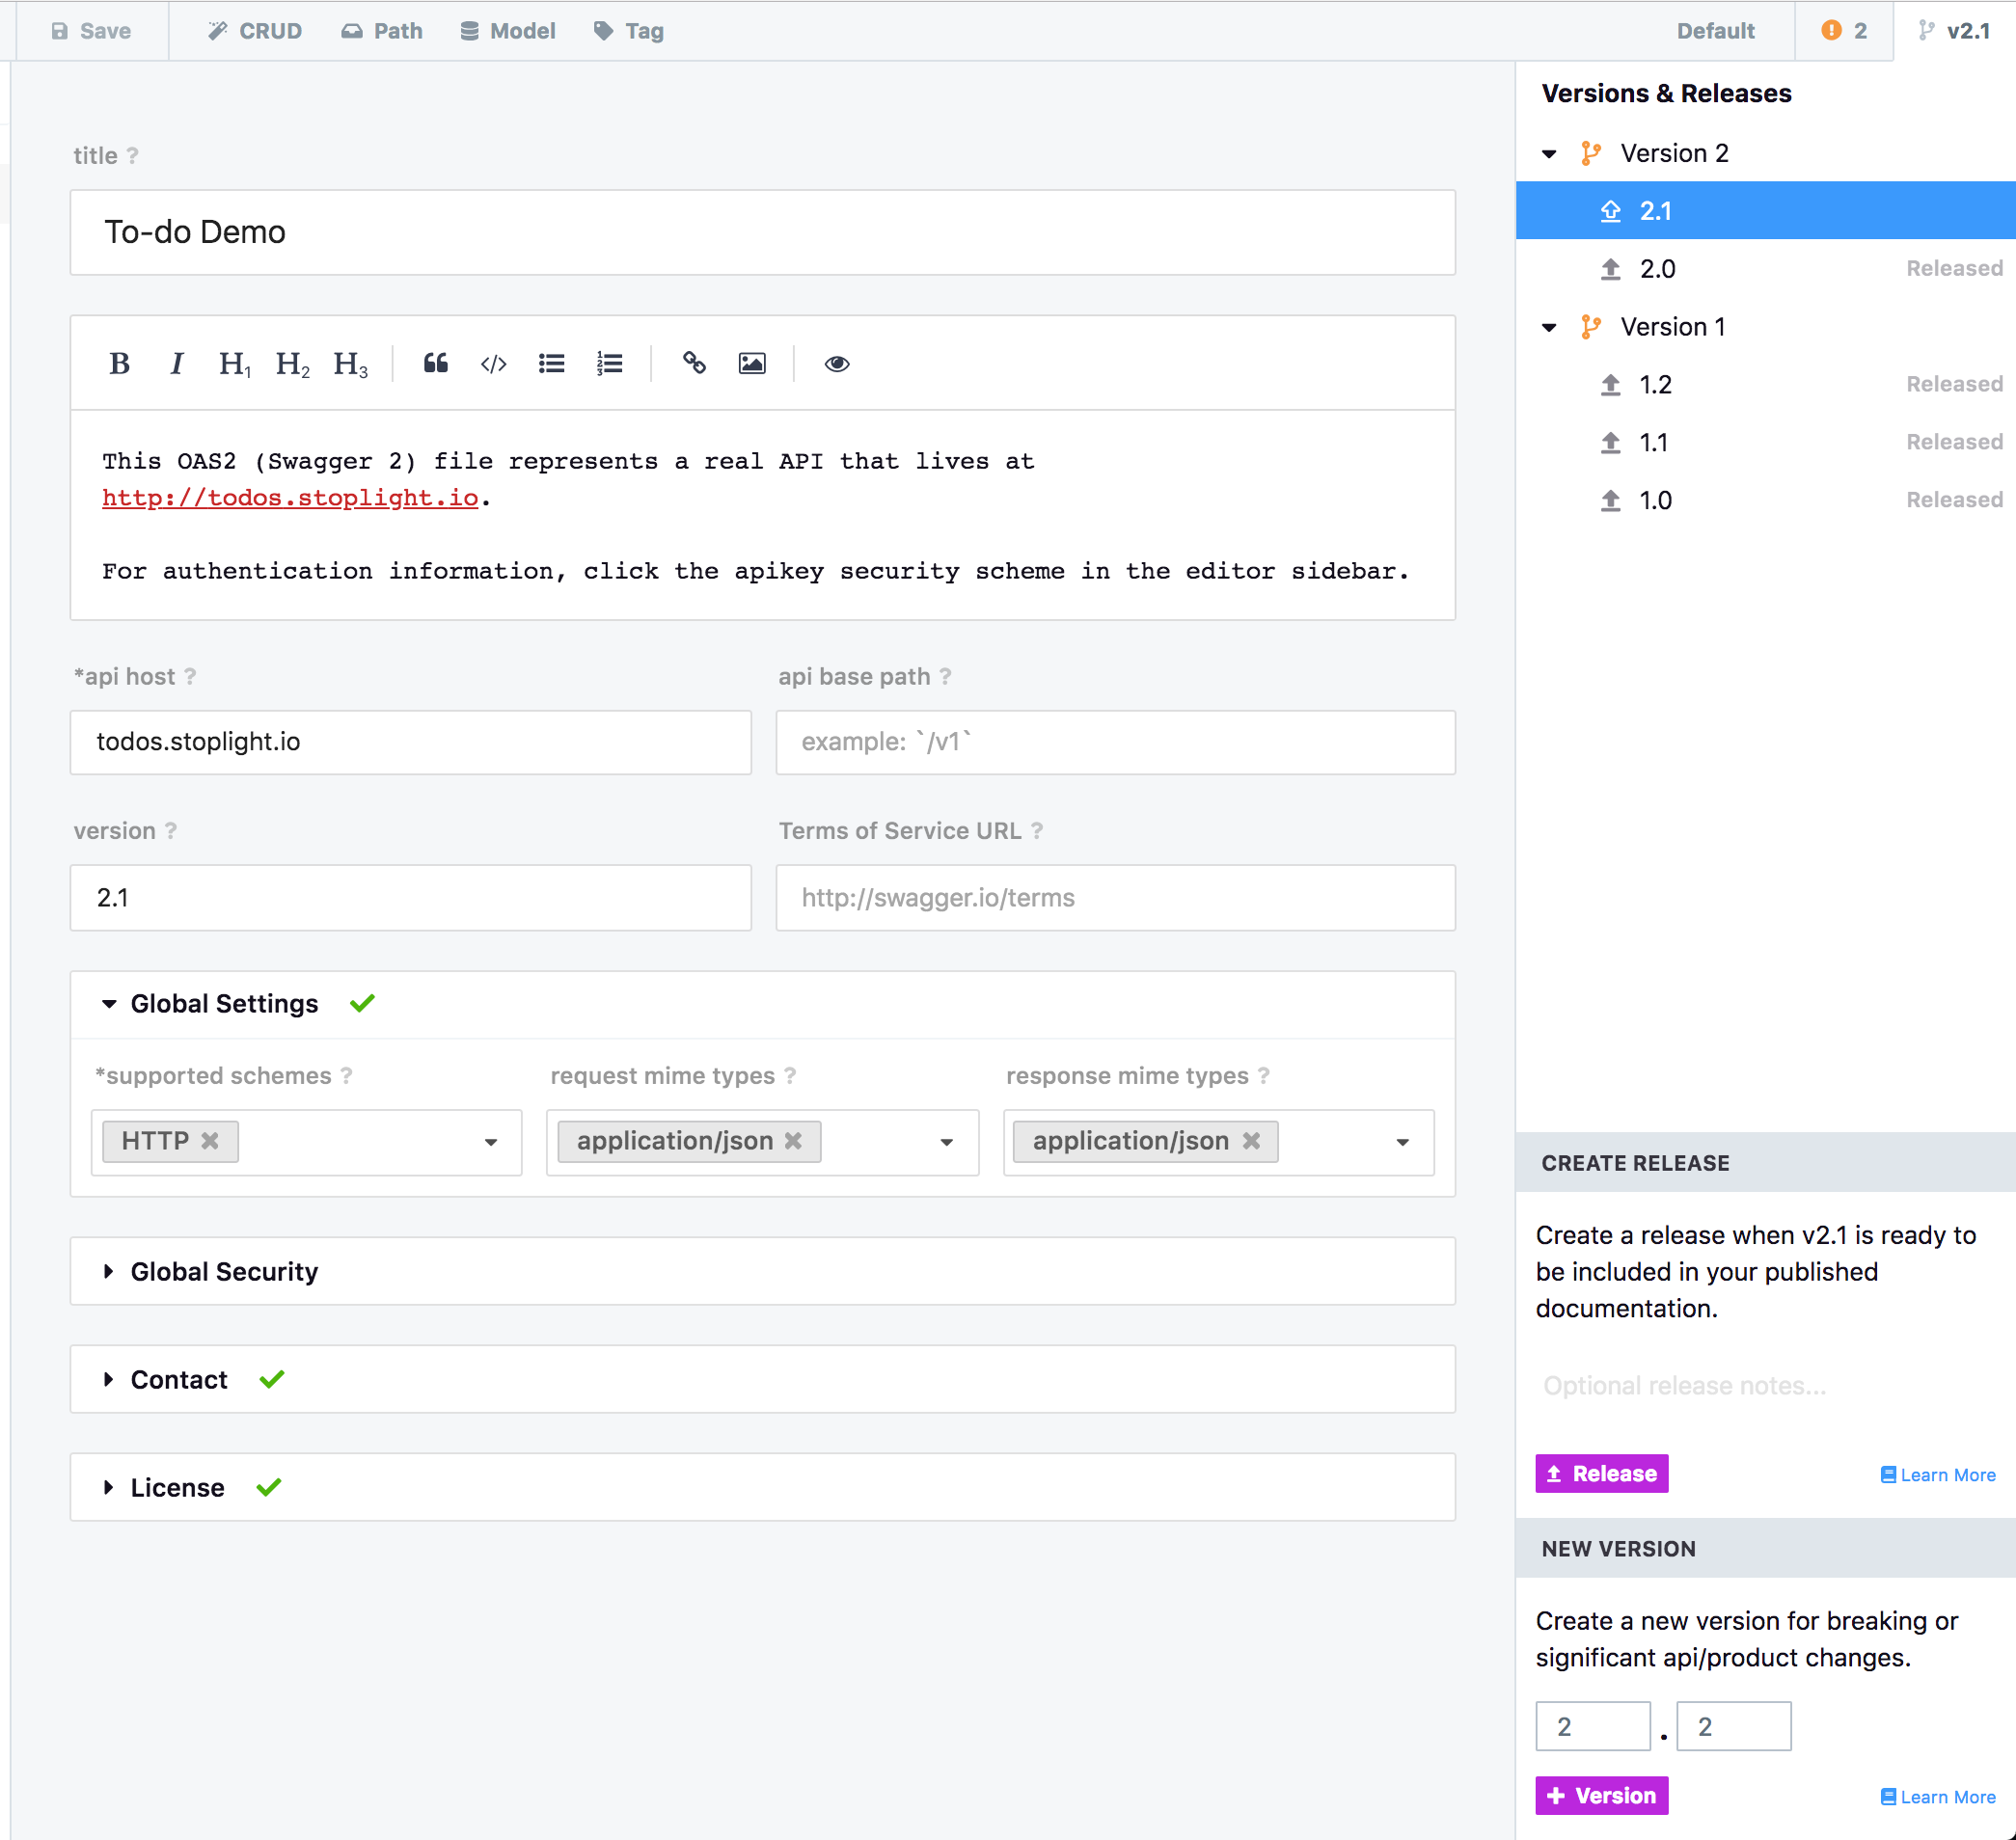 Save CRUD Path Model Tag Default 2 v2.1
title ?
To-do Demo
B I H1 H2 H3
This OAS2 (Swagger 2) file represents a real API that lives at
http://todos.stoplight.io.
For authentication information, click the apikey security scheme in the editor sidebar.
*api host ? api base path ?
todos.stoplight.io example: `/v1`
version ? Terms of Service URL ?
2.1 http://swagger.io/terms
Global Settings
*supported schemes ? request mime types ? response mime types ?
HTTP application/json application/json
Global Security
Contact
License
Versions & Releases
Version 2
2.1
2.0 Released
Version 1
1.2 Released
1.1 Released
1.0 Released
CREATE RELEASE
Create a release when v2.1 is ready to
be included in your published
documentation.
Optional release notes...
Release Learn More
NEW VERSION
Create a new version for breaking or
significant api/product changes.
2 . 2
Version Learn More